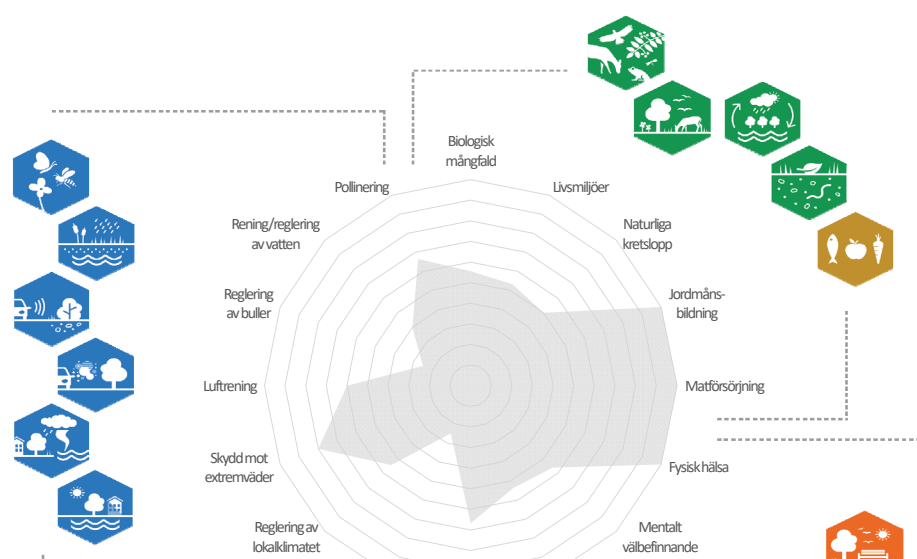 Biologisk
mångfald
Livsmiljöer
Naturliga
kretslopp
Jordmåns-
bildning
Matförsörjning
Fysisk hälsa
Mentalt
välbefinnande
Reglering av
lokalklimatet
Skydd mot
extremväder
Luftrening
Reglering
av buller
Rening/reglering
av vatten
Pollinering